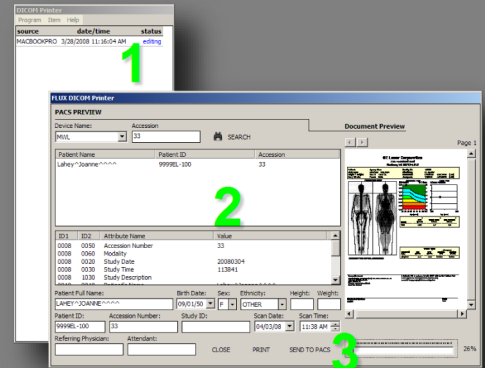 DICOM Printer
Program Item Help
source date/time status
MACBOOKPRO 3/28/2008 11:16:04 AM editing
1
FLUX DICOM Printer
PACS PREVIEW
Device Name: Accession
MWL 33 SEARCH
Document Preview
Page 1
Patient Name Patient ID Accession
Lahey^Joanne^^^^ 9999EL-100 33
2
ID1 ID2 Attribute Name Value
0008 0050 Accession Number 33
0008 0060 Modality
0008 0020 Study Date 20080304
0008 0030 Study Time 113841
0008 1030 Study Description
Patient Full Name: Birth Date: Sex: Ethnicity: Height: Weight:
LAHEY^JOANNE^^^^ 09/01/50 F OTHER
Patient ID: Accession Number: Study ID: Scan Date: Scan Time:
9999EL-100 33 04/03/08 11:38 AM
Referring Physician: Attendant:
CLOSE PRINT SEND TO PACS
3
26%